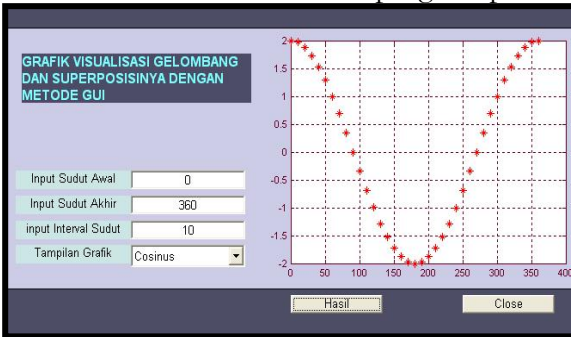 GRAFIK VISUALISASI GELOMBANG
DAN SUPERPOSISINYA DENGAN
METODE GUI
Input Sudut Awal 0
Input Sudut Akhir 360
input Interval Sudut 10
Tampilan Grafik Cosinus
2
1.5
1
0.5
0
-0.5
-1
-1.5
-2
0 50 100 150 200 250 300 350 400
Hasil Close